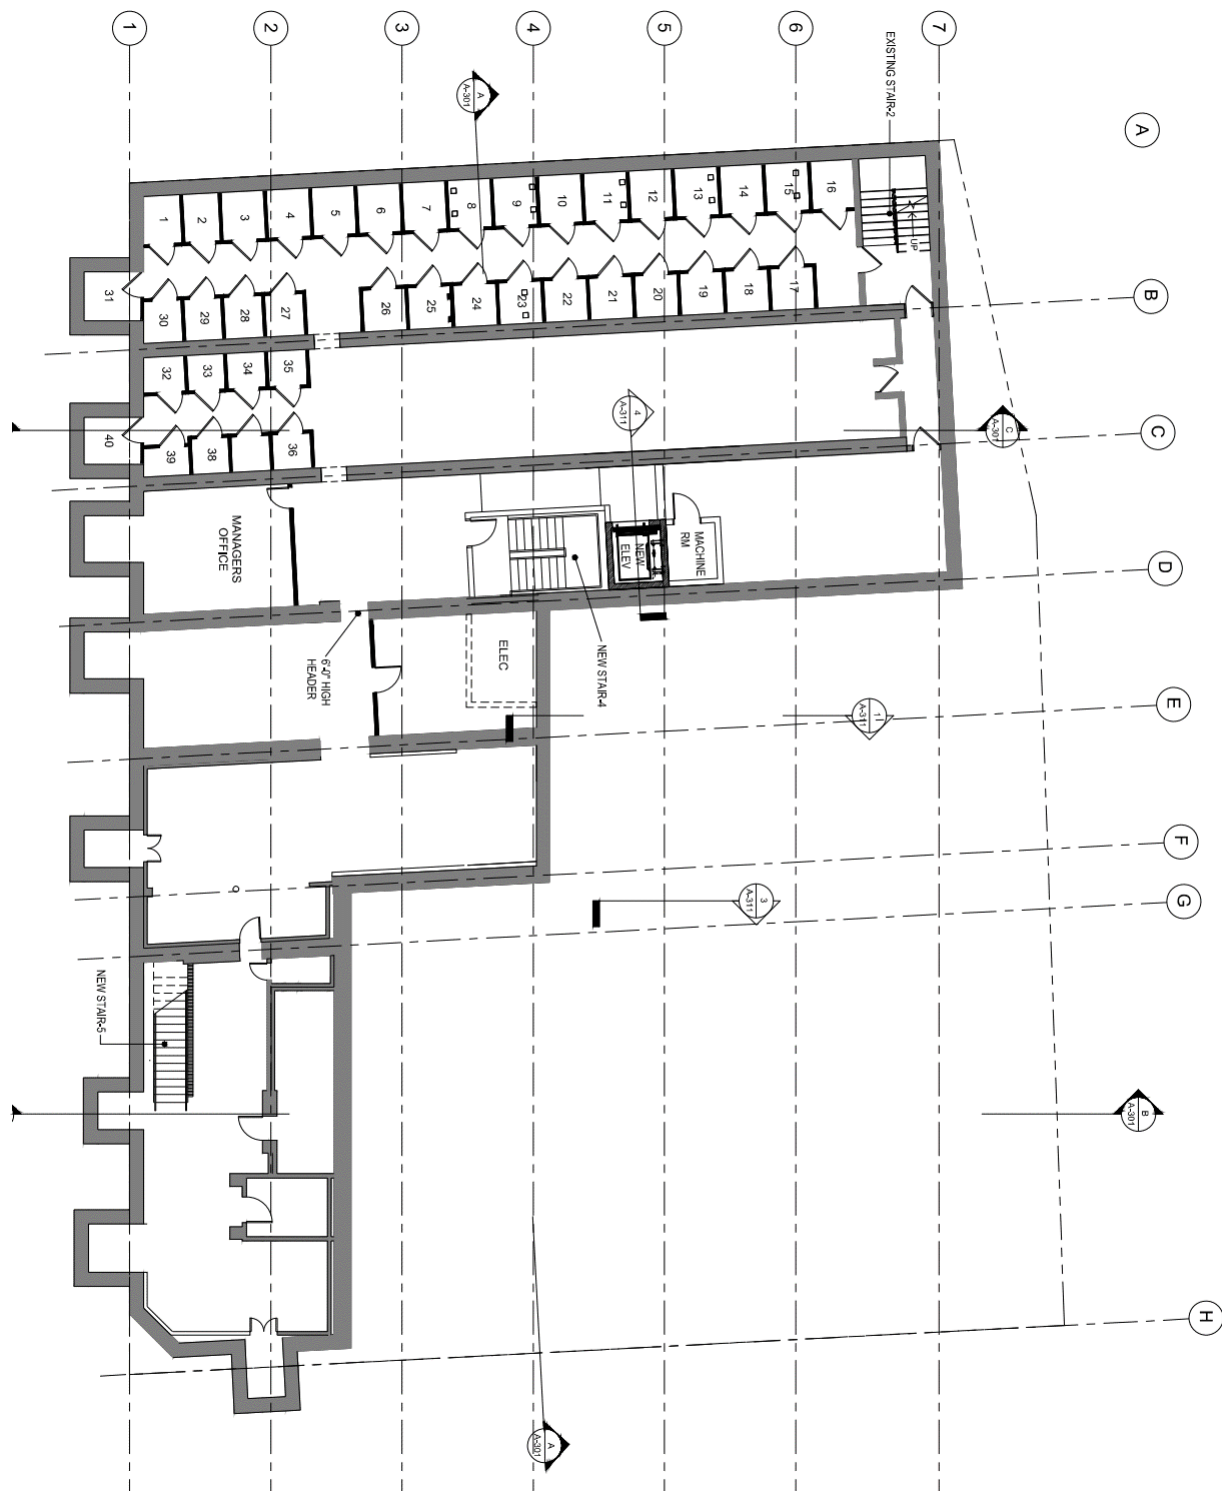 1
2
3
4
5
6
7
A
B
C
D
E
F
G
H
EXISTING STAIR-2
UP
A
A-301
1
2
3
4
5
6
7
8
9
10
11
12
13
14
15
16
31
30
29
28
27
26
25
24
23
22
21
20
19
18
17
32
33
34
35
40
39
38
36
4
A-311
C
A-301
MANAGERS
OFFICE
NEW
ELEV
MACHINE
RM
6'-0" HIGH
HEADER
ELEC
NEW STAIR-4
1
A-311
3
A-311
NEW STAIR-5
B
A-301
A
A-301